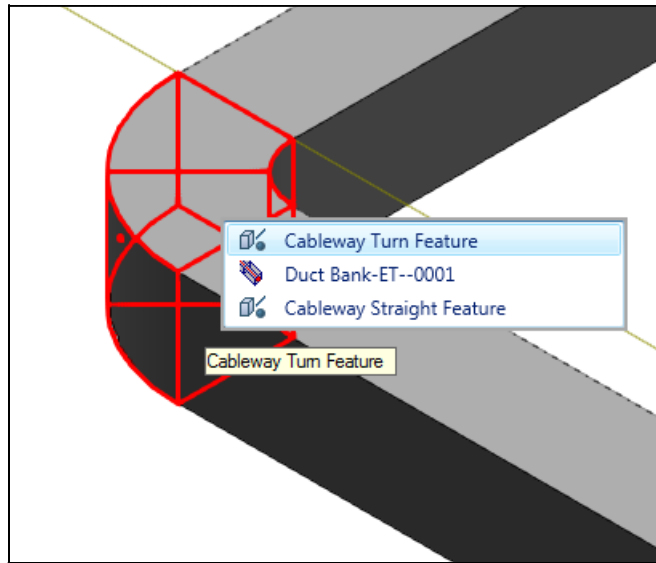 Cableway Turn Feature
Duct Bank-ET--0001
Cableway Straight Feature
Cableway Turn Feature